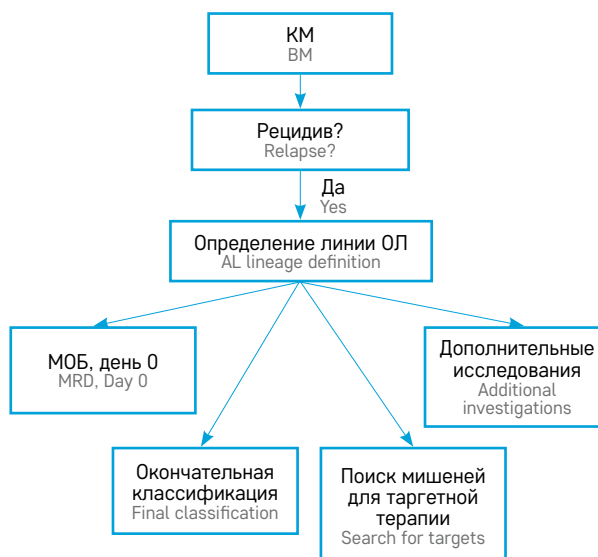 КМ
BM
Рецидив?
Relapse?
Да
Yes
Определение линии ОЛ
AL lineage definition
МОБ, день 0
MRD, Day 0
Дополнительные
исследования
Additional
investigations
Окончательная
классификация
Final classification
Поиск мишеней
для таргетной
терапии
Search for targets